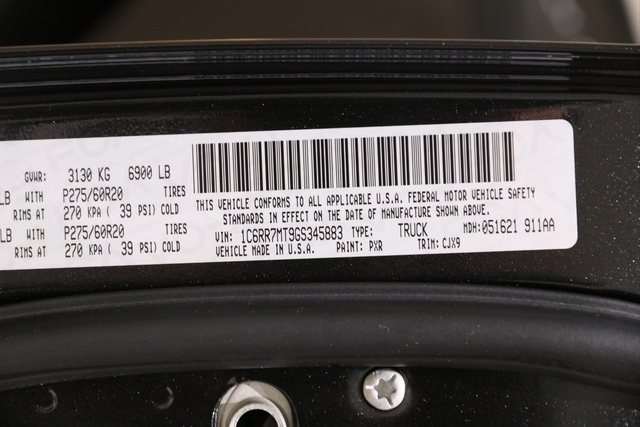 GVWR: 3130 KG 6900 LB
LB WITH P275/60R20 TIRES
RIMS AT 270 KPA ( 39 PSI) COLD
LB WITH P275/60R20 TIRES
RIMS AT 270 KPA ( 39 PSI) COLD
THIS VEHICLE CONFORMS TO ALL APPLICABLE U.S.A. FEDERAL MOTOR VEHICLE SAFETY
STANDARDS IN EFFECT ON THE DATE OF MANUFACTURE SHOWN ABOVE.
VIN: 1C6RR7MT9GS345883 TYPE: TRUCK MDH: 051621 911AA
VEHICLE MADE IN U.S.A. PAINT: PXR TRIM: CJX9